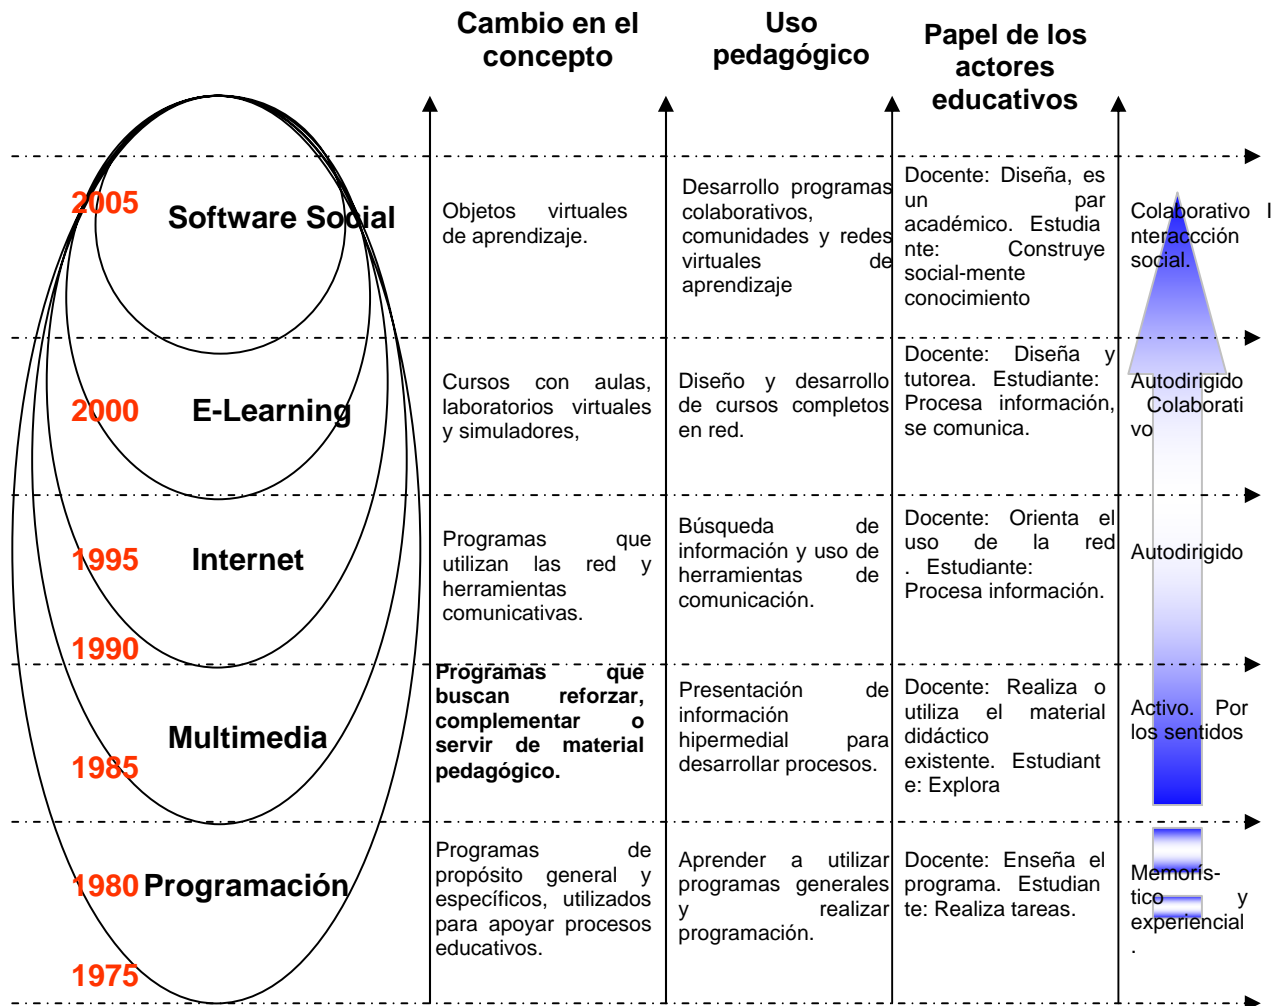 Cambio en el
concepto
Uso
pedagógico
Papel de los
actores
educativos
2005
Software Social
Objetos virtuales
de aprendizaje.
Desarrollo programas
colaborativos,
comunidades y redes
virtuales de
aprendizaje
Docente: Diseña, es
un par
académico. Estudia
nte: Construye
social-mente
conocimiento
Colaborativo I
nteraccción
social.
2000
E-Learning
Cursos con aulas,
laboratorios virtuales
y simuladores,
Diseño y desarrollo
de cursos completos
en red.
Docente: Diseña y
tutorea. Estudiante:
Procesa información,
se comunica.
Autodirigido
Colaborati
vo
1995
Internet
Programas que
utilizan las red y
herramientas
comunicativas.
Búsqueda de
información y uso de
herramientas de
comunicación.
Docente: Orienta el
uso de la red
. Estudiante:
Procesa información.
Autodirigido
1990
Multimedia
1985
Programas que
buscan reforzar,
complementar o
servir de material
pedagógico.
Presentación de
información
hipermedial para
desarrollar procesos.
Docente: Realiza o
utiliza el material
didáctico
existente. Estudiant
e: Explora
Activo. Por
los sentidos
1980
Programación
1975
Programas de
propósito general y
específicos, utilizados
para apoyar procesos
educativos.
Aprender a utilizar
programas generales
y realizar
programación.
Docente: Enseña el
programa. Estudian
te: Realiza tareas.
Memorís-
tico y
experiencial
.